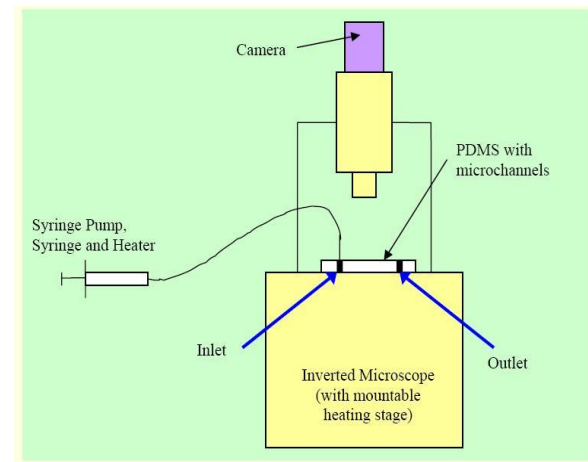 Camera
PDMS with
microchannels
Syringe Pump,
Syringe and Heater
Inlet
Outlet
Inverted Microscope
(with mountable
heating stage)